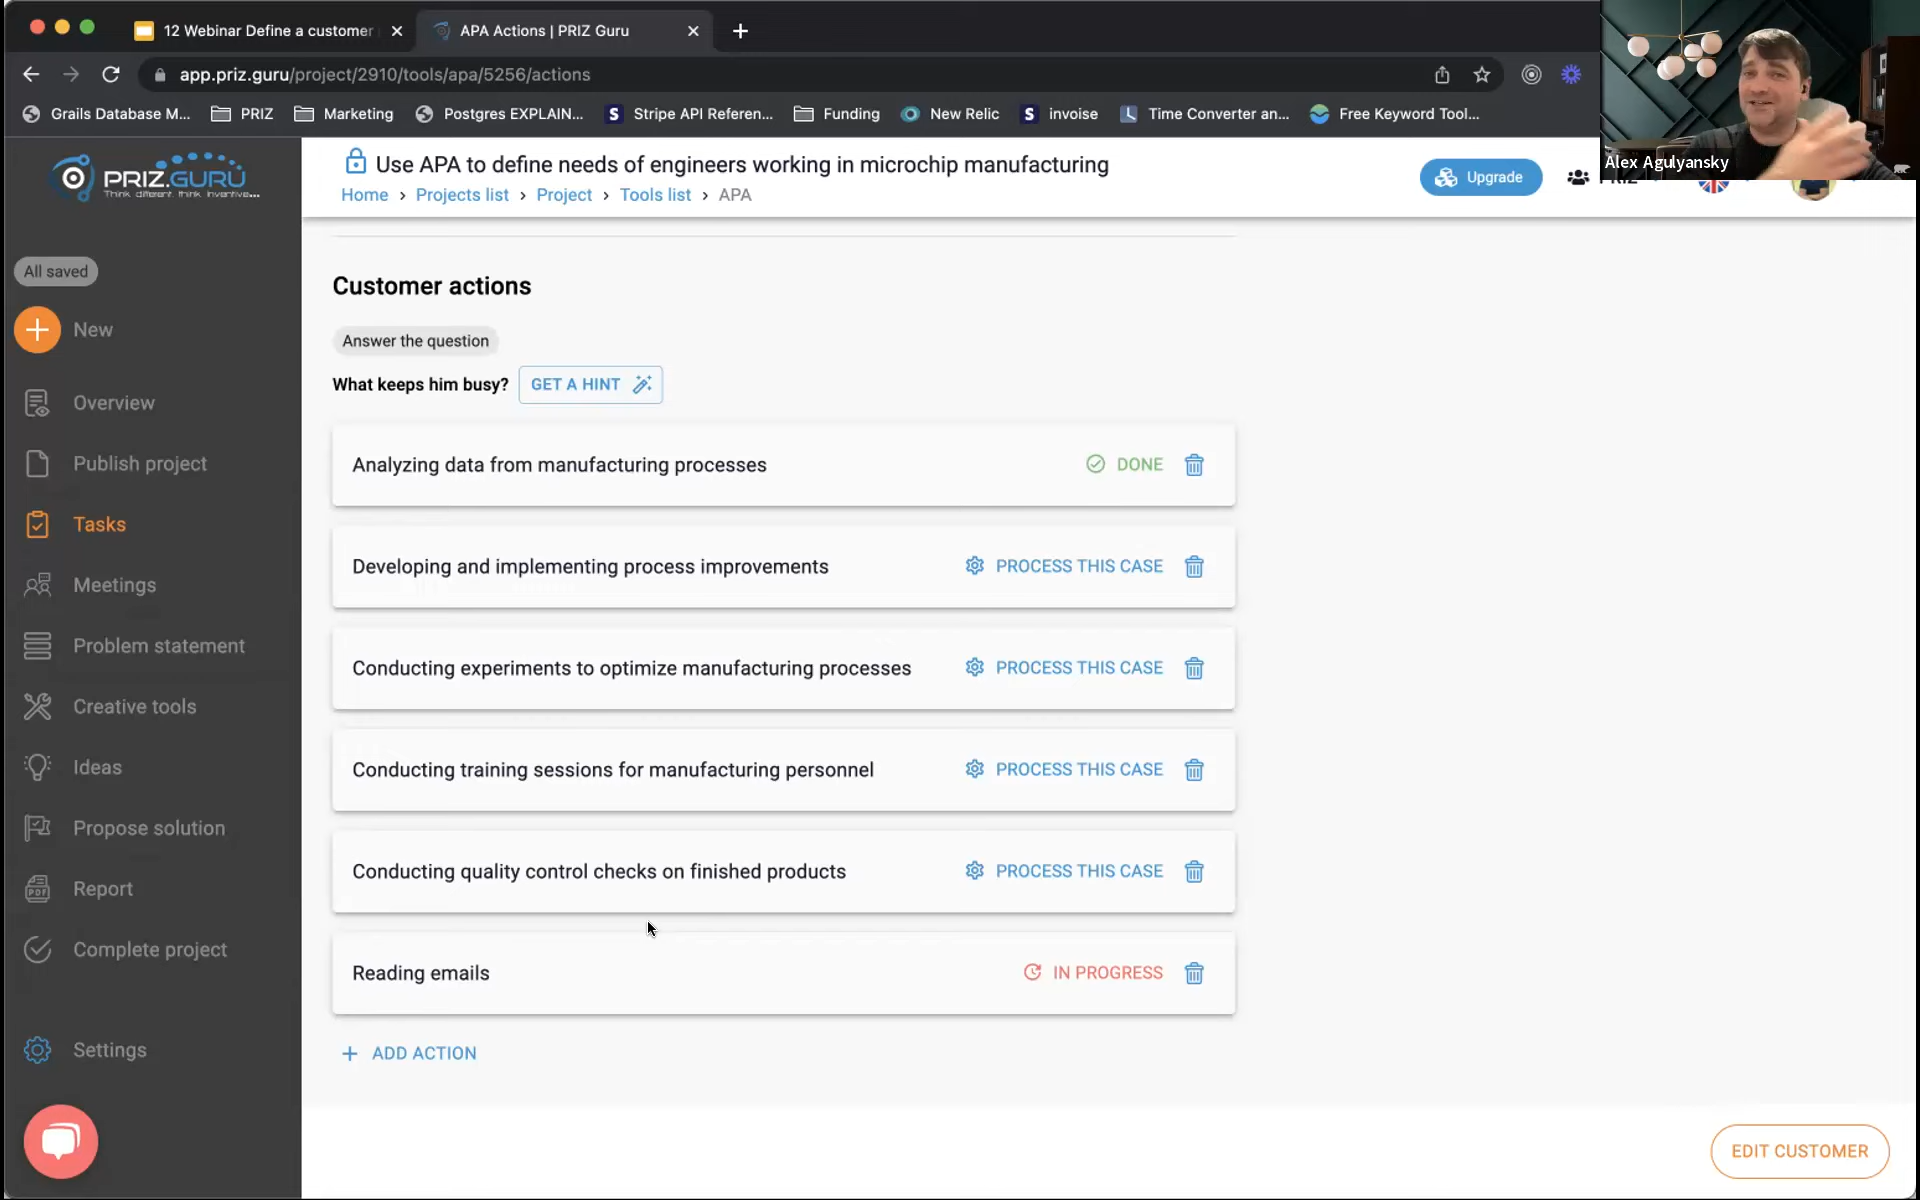 12 Webinar Define a customer
APA Actions | PRIZ Guru
app.priz.guru/project/2910/tools/apa/5256/actions
Grails Database M...
PRIZ
Marketing
Postgres EXPLAIN...
Stripe API Referen...
Funding
New Relic
invoise
Time Converter an...
Free Keyword Tool...
Alex Agulyansky
PRIZ.GURU
Think different, think inventive...
Use APA to define needs of engineers working in microchip manufacturing
Home > Projects list > Project > Tools list > APA
Upgrade
PRIZ
All saved
New
Overview
Publish project
Tasks
Meetings
Problem statement
Creative tools
Ideas
Propose solution
Report
Complete project
Settings
Customer actions
Answer the question
What keeps him busy? GET A HINT
Analyzing data from manufacturing processes DONE
Developing and implementing process improvements PROCESS THIS CASE
Conducting experiments to optimize manufacturing processes PROCESS THIS CASE
Conducting training sessions for manufacturing personnel PROCESS THIS CASE
Conducting quality control checks on finished products PROCESS THIS CASE
Reading emails IN PROGRESS
+ ADD ACTION
EDIT CUSTOMER